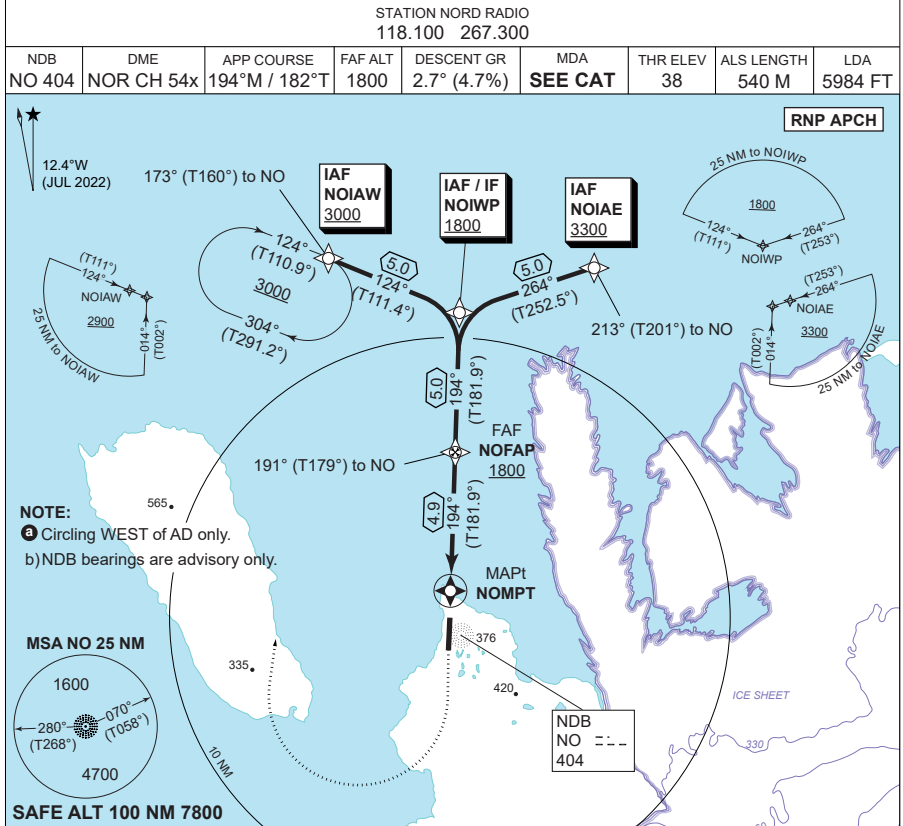 STATION NORD RADIO
118.100 267.300
NDB
NO 404
DME
NOR CH 54x
APP COURSE
194°M / 182°T
FAF ALT
1800
DESCENT GR
2.7° (4.7%)
MDA
SEE CAT
THR ELEV
38
ALS LENGTH
540 M
LDA
5984 FT
RNP APCH
12.4°W
(JUL 2022)
173° (T160°) to NO
IAF
NOIAW
3000
IAF / IF
NOIWP
1800
IAF
NOIAE
3300
25 NM to NOIWP
1800
124°
(T111°)
264°
(T253°)
NOIWP
(T111°)
124°
NOIAW
2900
014°
(T002°)
25 NM to NOIAW
124°
(T110.9°)
3000
304°
(T291.2°)
5.0
124°
(T111.4°)
5.0
264°
(T252.5°)
213° (T201°) to NO
(T253°)
264°
NOIAE
3300
(T002°)
014°
25 NM to NOIAE
5.0
194°
(T181.9°)
FAF
NOFAP
1800
191° (T179°) to NO
4.9
194°
(T181.9°)
565
NOTE:
a Circling WEST of AD only.
b) NDB bearings are advisory only.
MAPt
NOMPT
376
335
420
MSA NO 25 NM
1600
280°
(T268°)
070°
(T058°)
4700
10 NM
NDB
NO
404
ICE SHEET
330
SAFE ALT 100 NM 7800